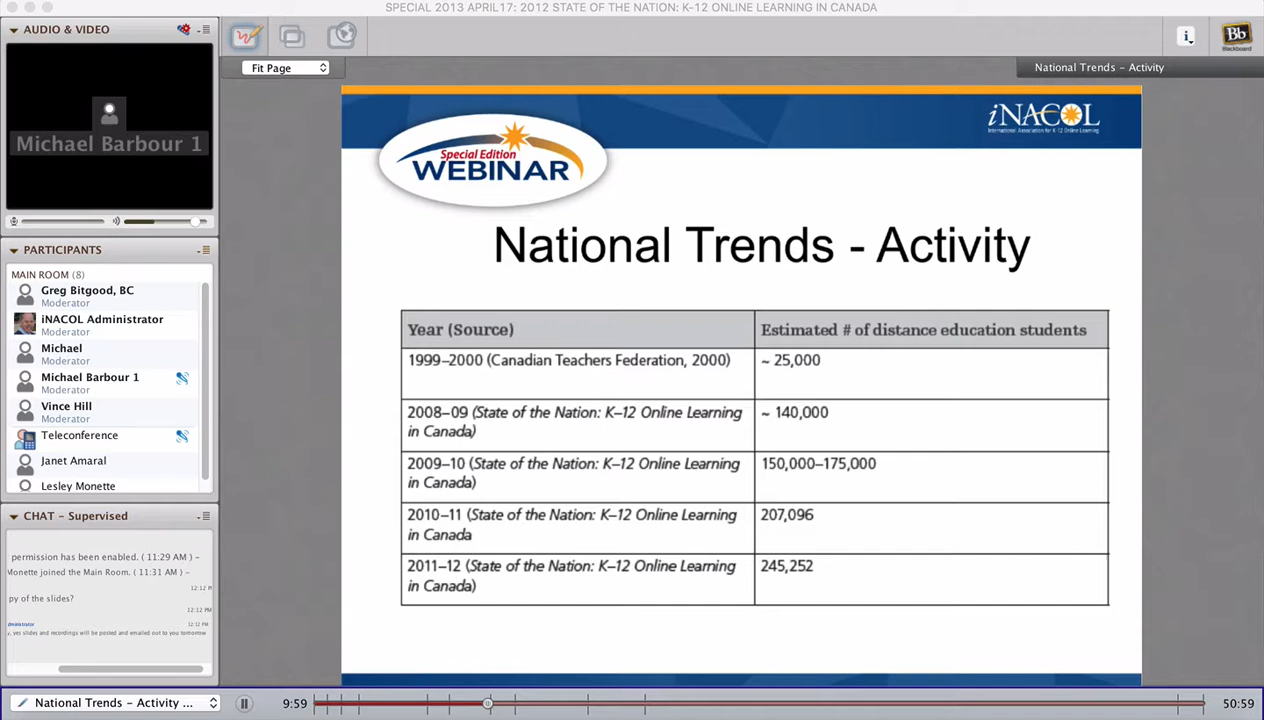 SPECIAL 2013 APRIL17: 2012 STATE OF THE NATION: K-12 ONLINE LEARNING IN CANADA
AUDIO & VIDEO
Michael Barbour 1
PARTICIPANTS
MAIN ROOM (8)
Greg Bitgood, BC
Moderator
iNACOL Administrator
Moderator
Michael
Moderator
Michael Barbour 1
Moderator
Vince Hill
Moderator
Teleconference
Janet Amaral
Lesley Monette
CHAT - Supervised
permission has been enabled. ( 11:29 AM ) -
Monette joined the Main Room. ( 11:31 AM ) -
12:12 P
py of the slides?
12:12 PM
dministrator
12:12 PM
, yes slides and recordings will be posted and emailed out to you tomorrow
National Trends - Activity ...
Fit Page
i
Bb
Blackboard
National Trends - Activity
iNACOL
International Association for K-12 Online Learning
Special Edition
WEBINAR
National Trends - Activity
Year (Source)
Estimated # of distance education students
1999–2000 (Canadian Teachers Federation, 2000)
~ 25,000
2008–09 (State of the Nation: K–12 Online Learning
in Canada)
~ 140,000
2009–10 (State of the Nation: K–12 Online Learning
in Canada)
150,000–175,000
2010–11 (State of the Nation: K–12 Online Learning
in Canada
207,096
2011–12 (State of the Nation: K–12 Online Learning
in Canada)
245,252
9:59
50:59